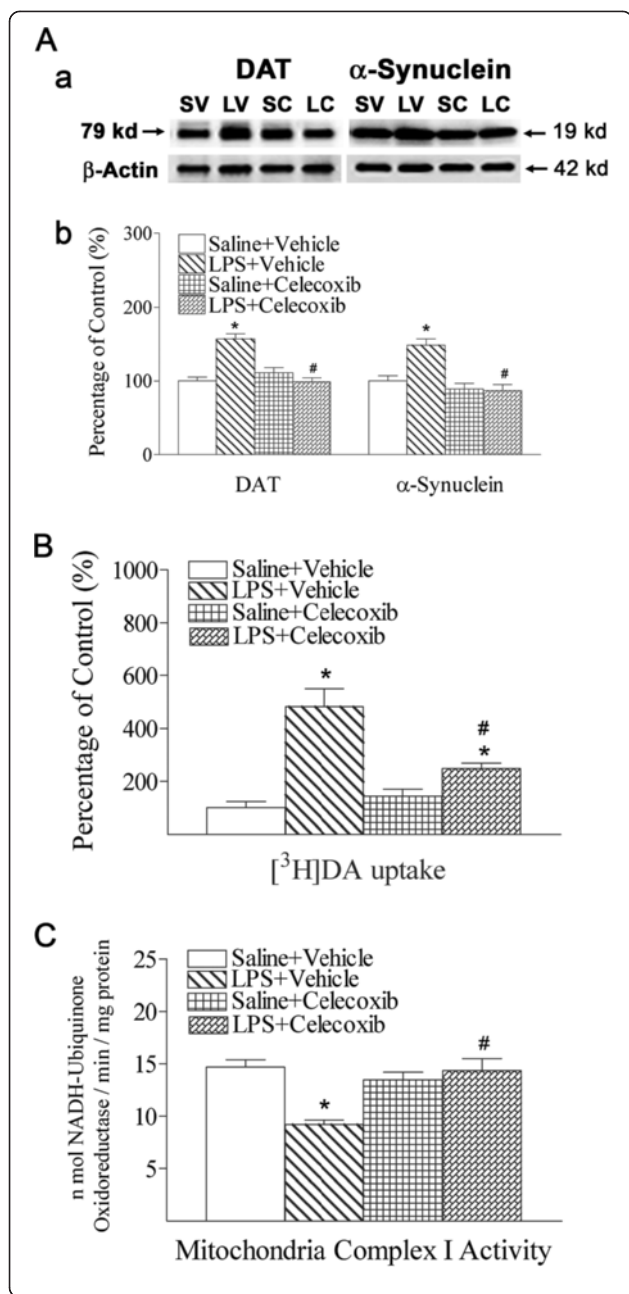 A
a
DAT α-Synuclein
SV LV SC LC SV LV SC LC
79 kd→ ← 19 kd
β-Actin ← 42 kd
b
Percentage of Control (%)
300
200
100
0
Saline+Vehicle
LPS+Vehicle
Saline+Celecoxib
LPS+Celecoxib
* # * #
DAT α-Synuclein
B
Percentage of Control (%)
1000
800
600
400
200
Saline+Vehicle
LPS+Vehicle
Saline+Celecoxib
LPS+Celecoxib
*
#
*
[³H]DA uptake
C
n mol NADH-Ubiquinone
Oxidoreductase / min / mg protein
25
20
15
10
5
Saline+Vehicle
LPS+Vehicle
Saline+Celecoxib
LPS+Celecoxib
*
#
Mitochondria Complex I Activity